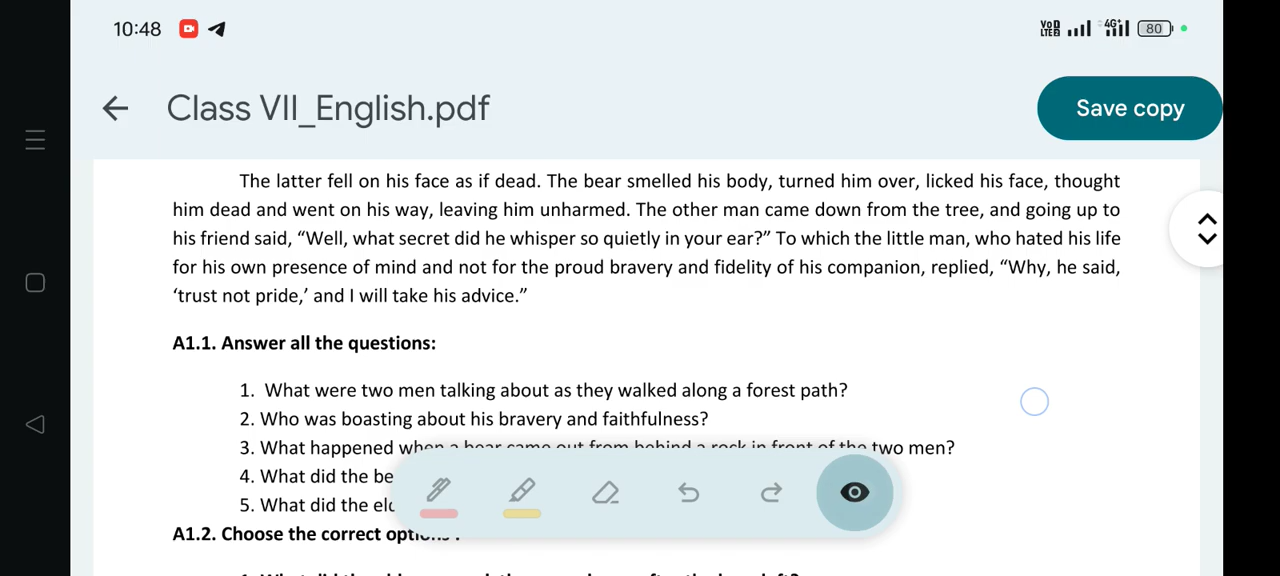 10:48 VoD LTE 4G+ 80
Class VII_English.pdf
Save copy
The latter fell on his face as if dead. The bear smelled his body, turned him over, licked his face, thought
him dead and went on his way, leaving him unharmed. The other man came down from the tree, and going up to
his friend said, “Well, what secret did he whisper so quietly in your ear?” To which the little man, who hated his life
for his own presence of mind and not for the proud bravery and fidelity of his companion, replied, “Why, he said,
‘trust not pride,’ and I will take his advice.”
A1.1. Answer all the questions:
1. What were two men talking about as they walked along a forest path?
2. Who was boasting about his bravery and faithfulness?
3. What happened when a bear came out from behind a rock in front of the two men?
4. What did the be
5. What did the
A1.2. Choose the correct